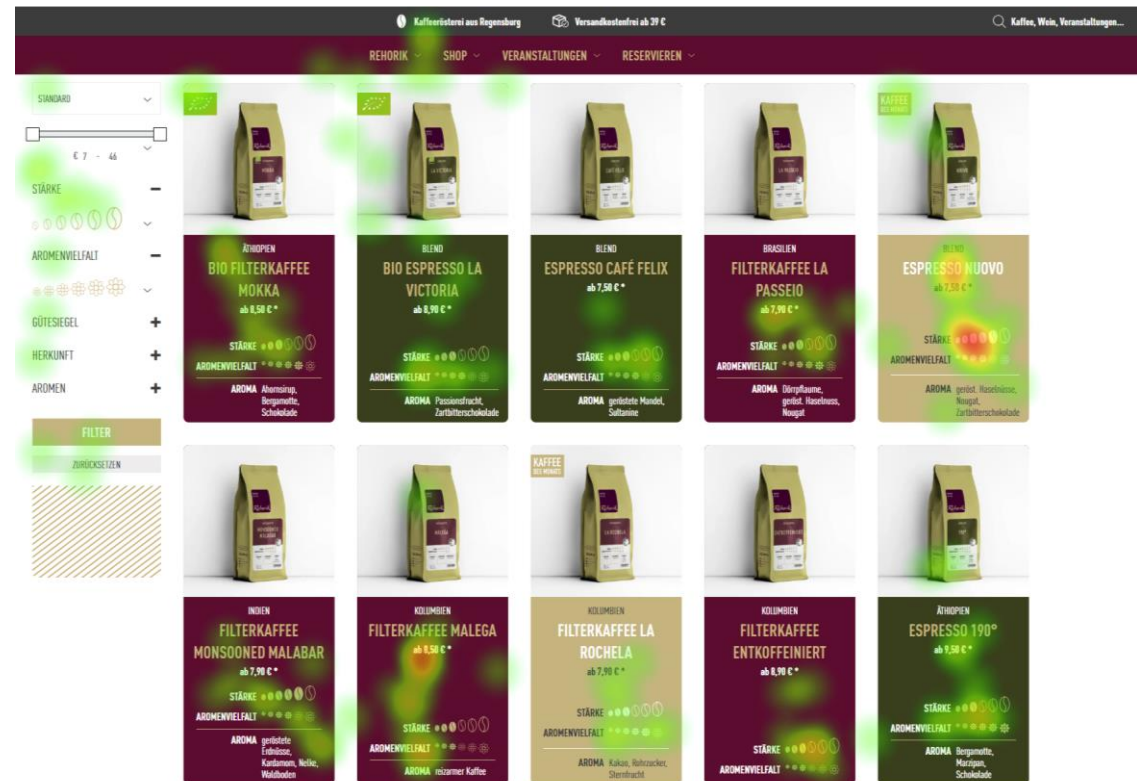 Kaffeerösterei aus Regensburg
Versandkostenfrei ab 39 €
Kaffee, Wein, Veranstaltungen...
REHORIK
SHOP
VERANSTALTUNGEN
RESERVIEREN
STANDARD
€ 7 - 46
STÄRKE
AROMENVIELFALT
GÜTESIEGEL
HERKUNFT
AROMEN
FILTER
ZURÜCKSETZEN
ÄTHIOPIEN
BIO FILTERKAFFEE
MOKKA
ab 8,50 € *
STÄRKE
AROMENVIELFALT
AROMA Ahornsirup,
Bergamotte,
Schokolade
BLEND
BIO ESPRESSO LA
VICTORIA
ab 8,90 € *
STÄRKE
AROMENVIELFALT
AROMA Passionsfrucht,
Zartbitterschokolade
BLEND
ESPRESSO CAFÉ FELIX
ab 7,50 € *
STÄRKE
AROMENVIELFALT
AROMA geröstete Mandel,
Sultanine
BRASILIEN
FILTERKAFFEE LA
PASSEIO
ab 7,90 € *
STÄRKE
AROMENVIELFALT
AROMA Dörrpflaume,
geröst. Haselnuss,
Nougat
KAFFEE
DES MONATS
BLEND
ESPRESSO NUOVO
ab 7,50 € *
STÄRKE
AROMENVIELFALT
AROMA geröst. Haselnüsse,
Nougat,
Zartbitterschokolade
INDIEN
FILTERKAFFEE
MONSOONED MALABAR
ab 7,90 € *
STÄRKE
AROMENVIELFALT
AROMA geröstete
Erdnüsse,
Kardamom, Nelke,
Waldboden
KOLUMBIEN
FILTERKAFFEE MALEGA
ab 8,50 € *
STÄRKE
AROMENVIELFALT
AROMA reizarmer Kaffee
KAFFEE
DES MONATS
KOLUMBIEN
FILTERKAFFEE LA
ROCHELA
ab 7,90 € *
STÄRKE
AROMENVIELFALT
AROMA Kakao, Rohrzucker,
Sternfrucht
KOLUMBIEN
FILTERKAFFEE
ENTKOFFEINIERT
ab 8,90 € *
STÄRKE
AROMENVIELFALT
ÄTHIOPIEN
ESPRESSO 190°
ab 9,50 € *
STÄRKE
AROMENVIELFALT
AROMA Bergamotte,
Marzipan,
Schokolade